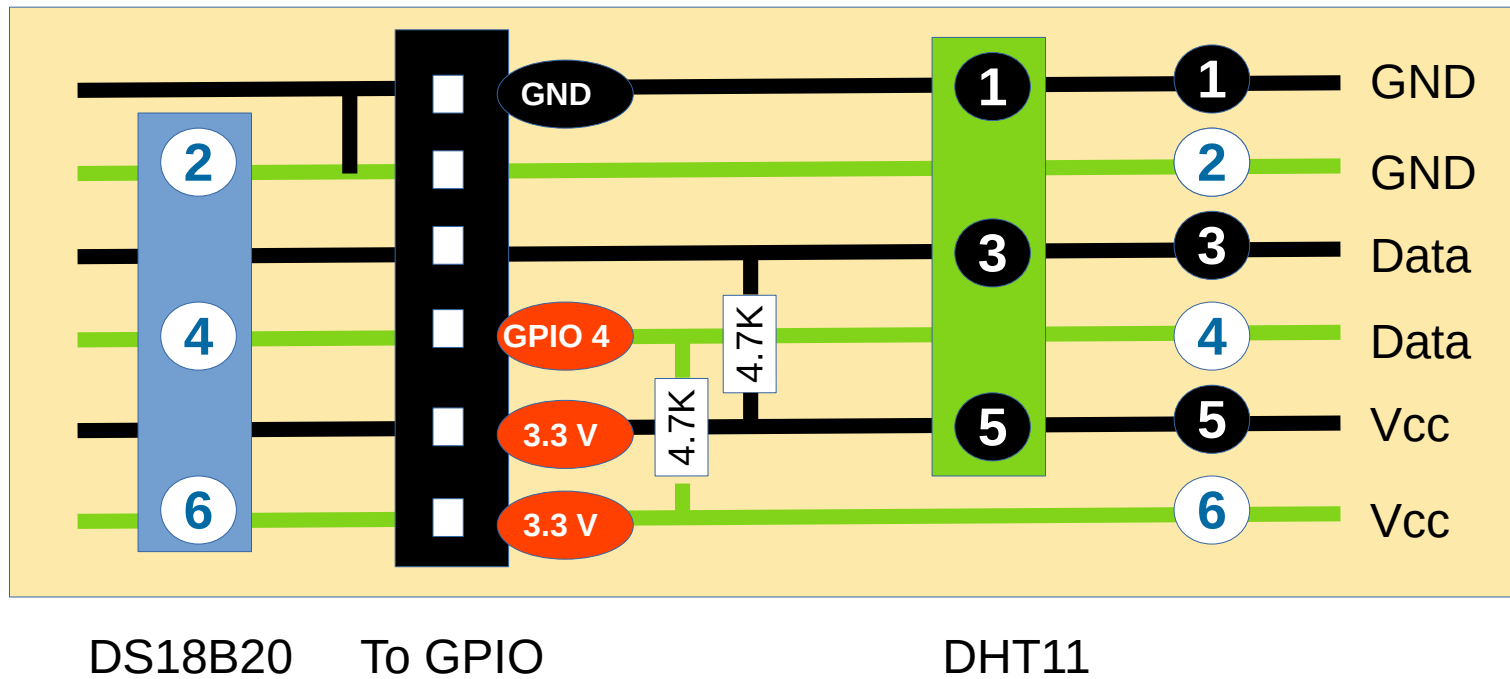 GND 1 1 GND
2 2 GND
3 3 Data
4 GPIO 4 4.7K 4 Data
3.3 V 4.7K 5 5 Vcc
6 3.3 V 6 Vcc
DS18B20 To GPIO DHT11